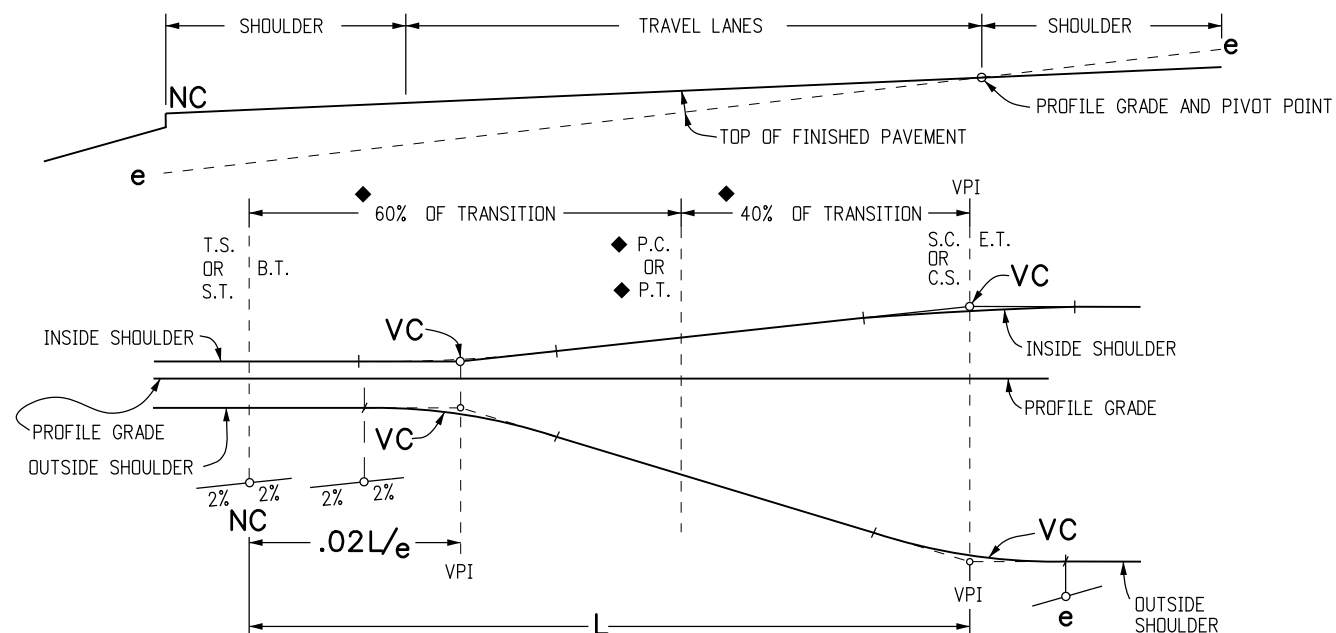 SHOULDER
TRAVEL LANES
SHOULDER
e
NC
PROFILE GRADE AND PIVOT POINT
TOP OF FINISHED PAVEMENT
e
VPI
60% OF TRANSITION
40% OF TRANSITION
T.S.
OR
S.T.
B.T.
P.C.
OR
P.T.
S.C.
OR
C.S.
E.T.
VC
VC
INSIDE SHOULDER
INSIDE SHOULDER
PROFILE GRADE
PROFILE GRADE
VC
OUTSIDE SHOULDER
2% 2%
2% 2%
NC
.02L/e
VPI
VC
VPI
e
OUTSIDE
SHOULDER
L